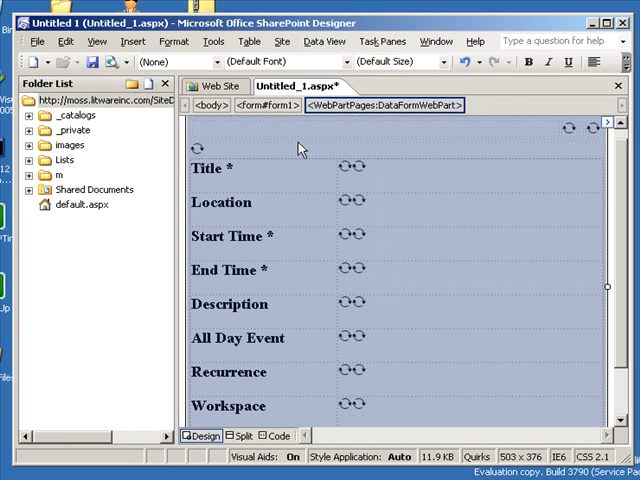 Untitled 1 (Untitled_1.aspx) - Microsoft Office SharePoint Designer
File Edit View Insert Format Tools Table Site Data View Task Panes Window Type a question for help
(None) (Default Font) (Default Size) B I U
Folder List
Web Site Untitled_1.aspx*
http://moss.litwareinc.com/SiteD
<body> <form#form1> <WebPartPages:DataFormWebPart>
_catalogs
_private
images
Lists
m
Shared Documents
default.aspx
Title *
Location
Start Time *
End Time *
Description
All Day Event
Recurrence
Workspace
Design Split Code
Visual Aids: On Style Application: Auto 11.9 KB Quirks 503 x 376 IE6 CSS 2.1
Evaluation copy. Build 3790 (Service Pac